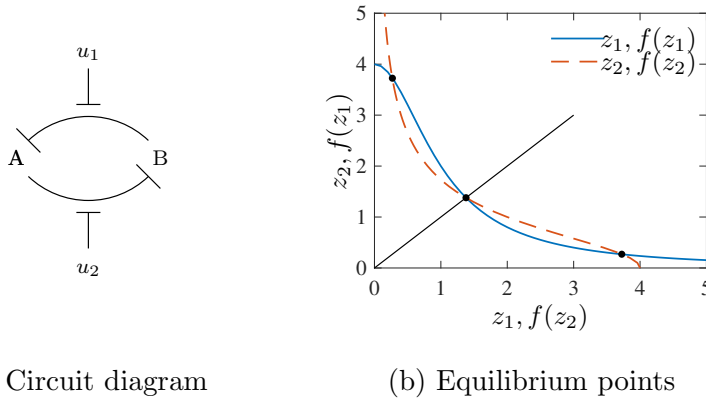 u₁
A
B
u₂
Circuit diagram
5
4
3
2
1
0
z₂, f(z₁)
z₁, f(z₁)
z₂, f(z₂)
0 1 2 3 4 5
z₁, f(z₂)
(b) Equilibrium points